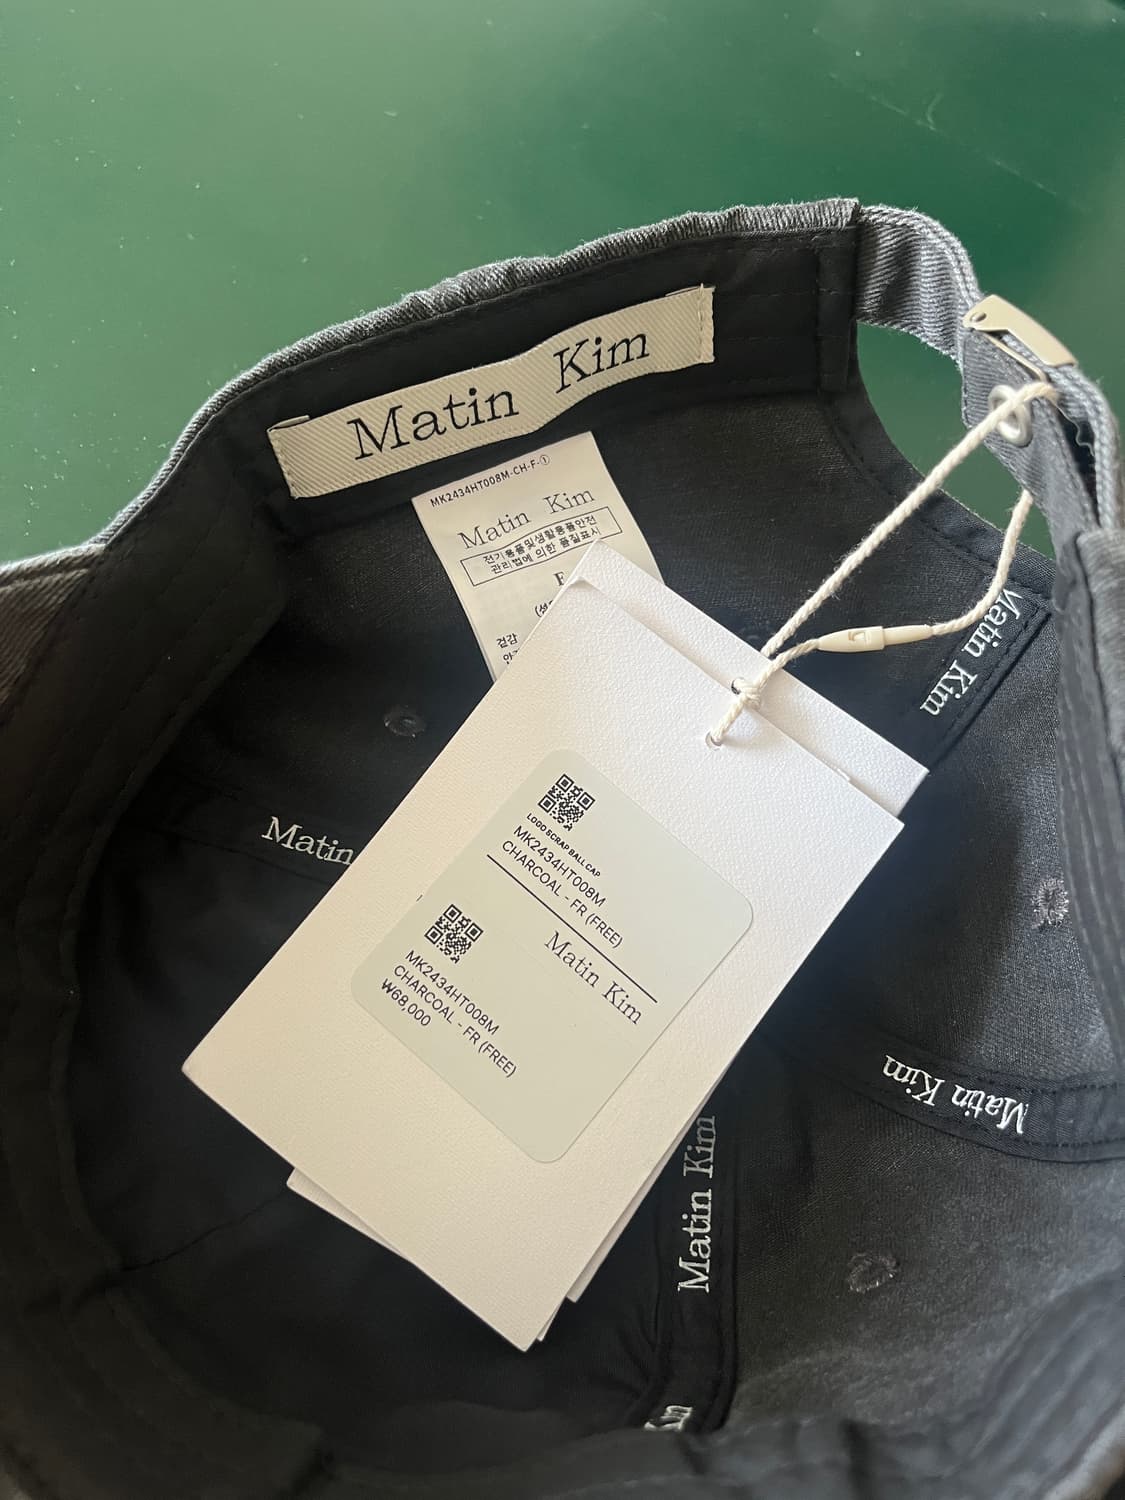 Matin Kim
MK2434HT008M-CH-F-①
Matin Kim
전기용품및생활용품안전
관리법에 의한 품질표시
F
겉감
Matin Kim
Matin
LOGO SCRAP BALL CAP
MK2434HT008M
CHARCOAL - FR (FREE)
Matin Kim
MK2434HT008M
CHARCOAL - FR (FREE)
₩68,000
Matin Kim
Matin Kim